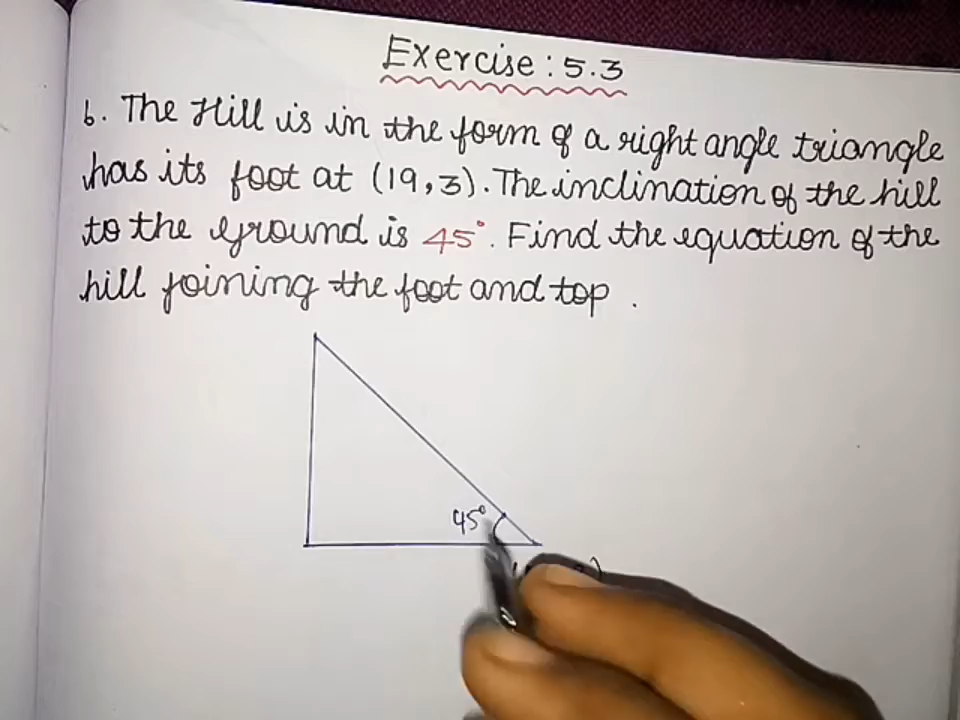 Exercise: 5.3
6. The Hill is in the form of a right angle triangle
has its foot at (19,3). The inclination of the hill
to the ground is 45°. Find the equation of the
hill joining the foot and top.
45°